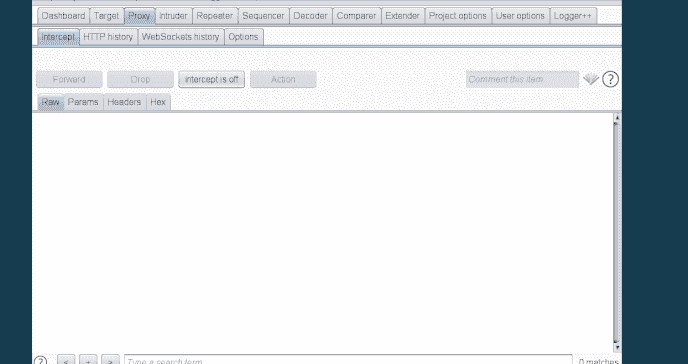 Dashboard Target Proxy Intruder Repeater Sequencer Decoder Comparer Extender Project options User options Logger++
Intercept HTTP history WebSockets history Options
Forward Drop Intercept is off Action Comment this item ?
Raw Params Headers Hex
? < + > Type a search term 0 matches